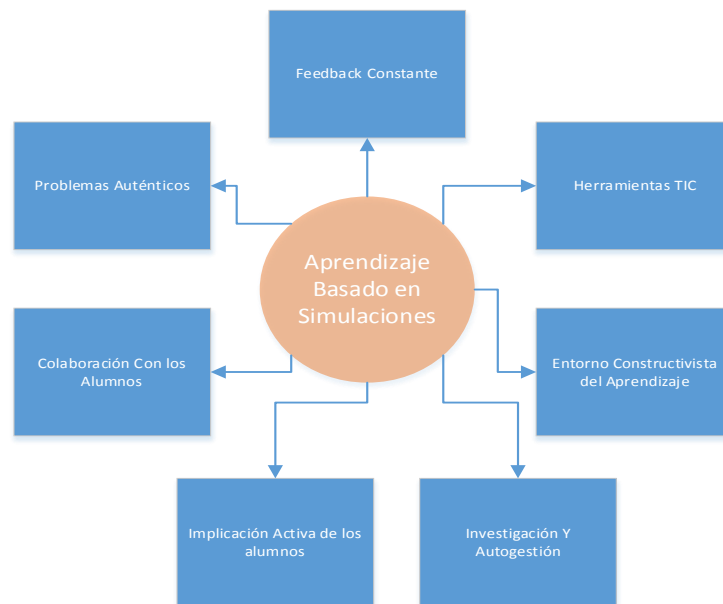 Feedback Constante
Problemas Auténticos
Herramientas TIC
Aprendizaje
Basado en
Simulaciones
Colaboración Con los
Alumnos
Entorno Constructivista
del Aprendizaje
Implicación Activa de los
alumnos
Investigación Y
Autogestión